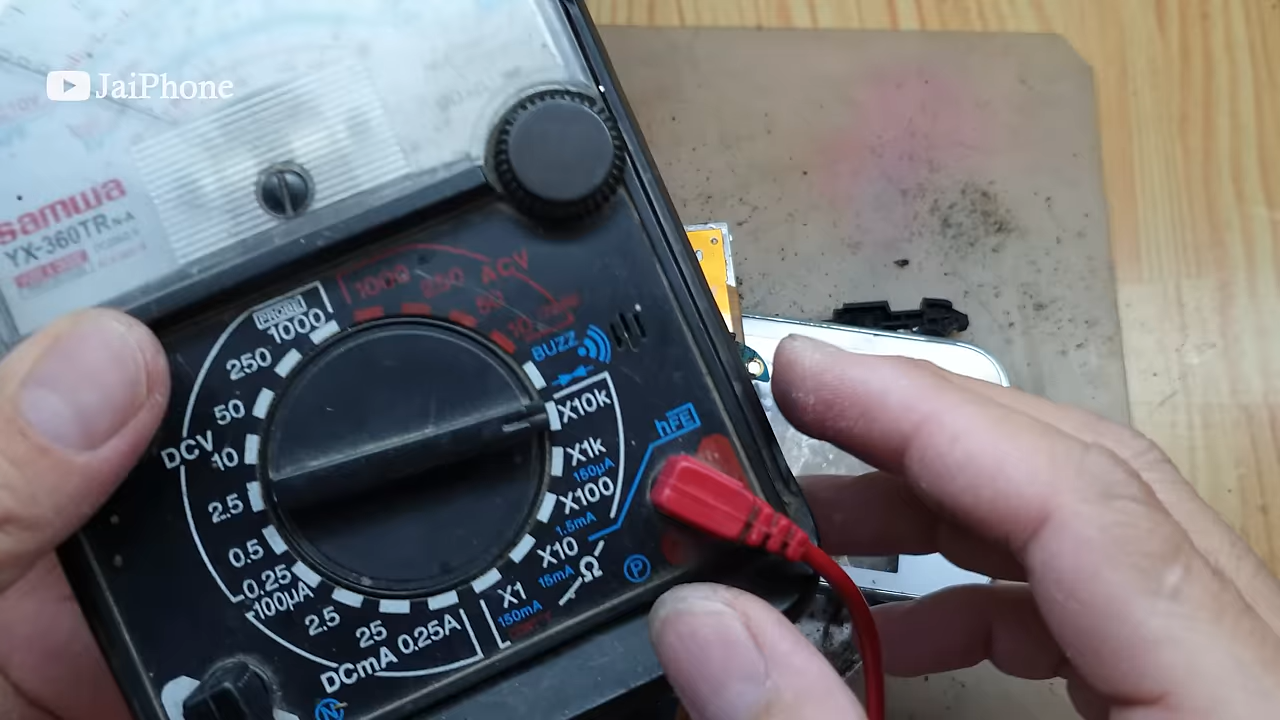 JaiPhone
samwa
YX-360TR
PROBE
1000
250
50
10
2.5
0.5
0.25
DCV
100μA
2.5
25
0.25A
DCmA
1000
250
ACV
50
10
BUZZ
X10k
X1k
150μA
X100
1.5mA
X10
15mA
X1
150mA
Ω
hFE
P
N